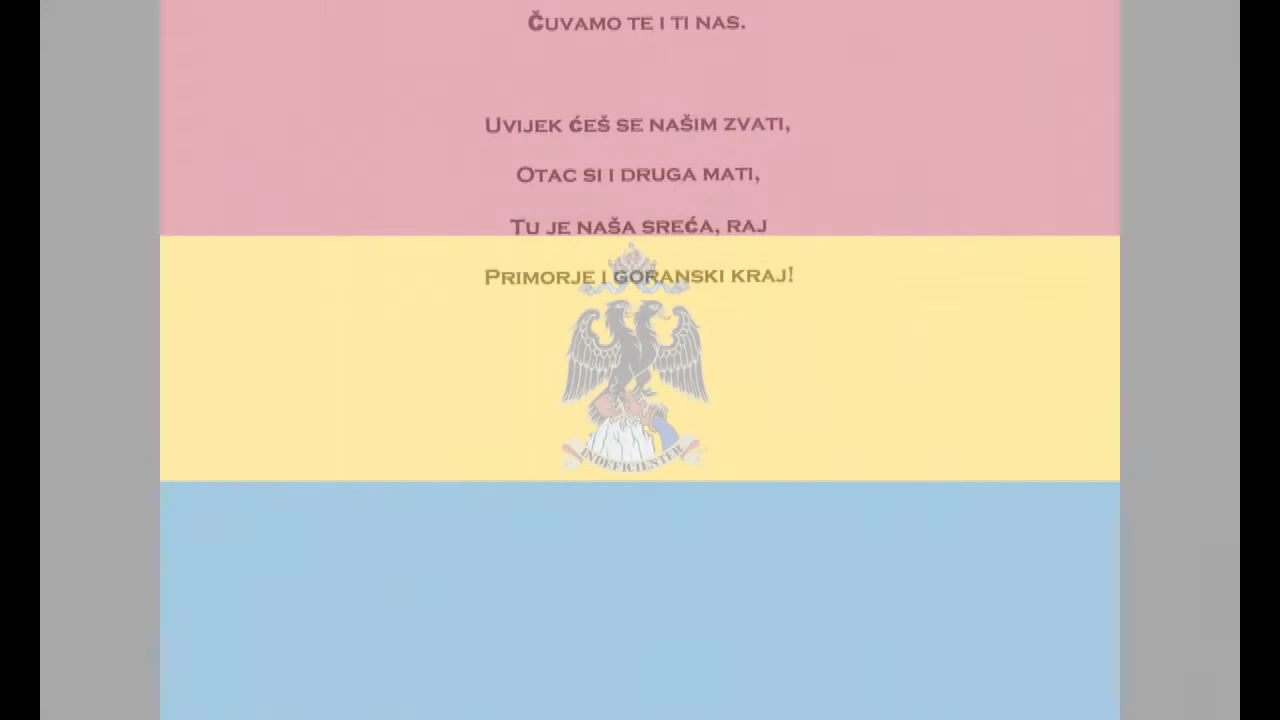 Čuvamo te i ti nas.
Uvijek ćeš se našim zvati,
Otac si i druga mati,
Tu je naša sreća, raj
Primorje i goranski kraj!
INDEFICIENTER